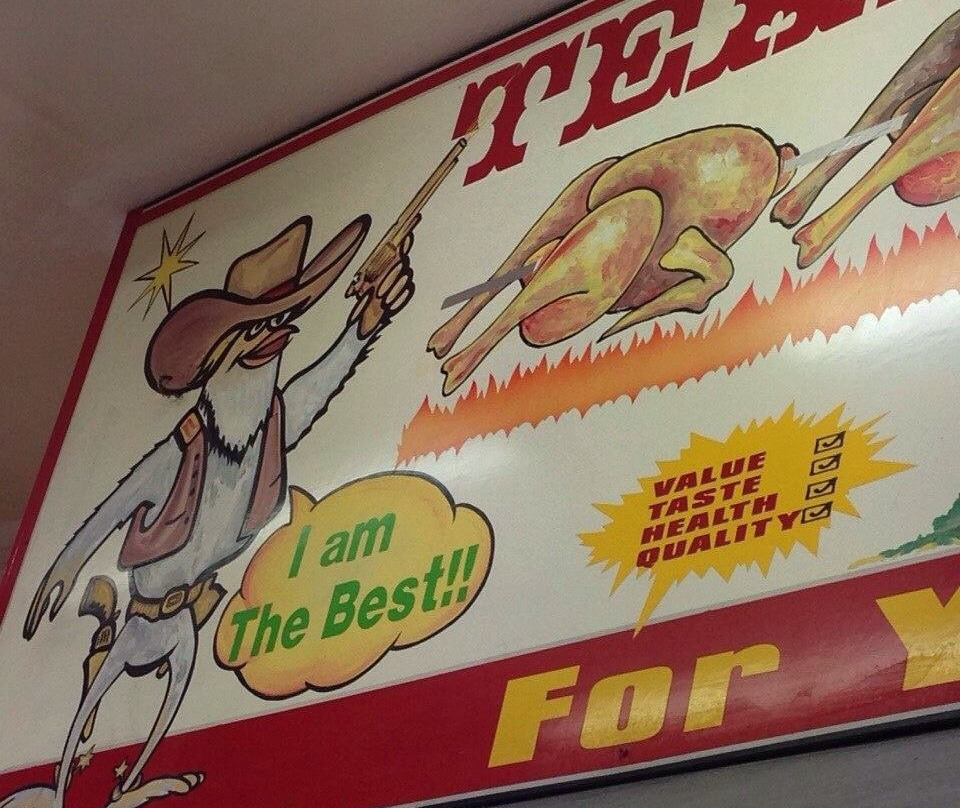 I am
The Best!!
VALUE
TASTE
HEALTH
QUALITY
For